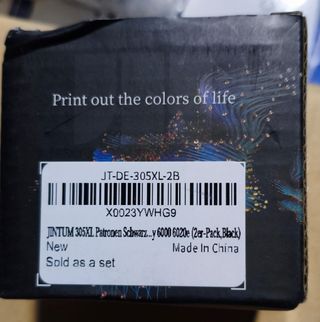 Print out the colors of life
JT-DE-305XL-2B
X0023YWHG9
JINTUM 305XL Patronen Schwarz...y 6000 6020e (2er-Pack,Black)
New Made In China
Sold as a set